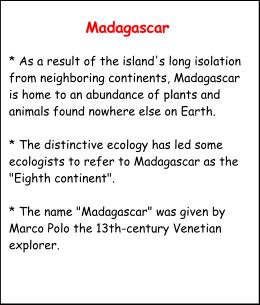 Madagascar
* As a result of the island's long isolation
from neighboring continents, Madagascar
is home to an abundance of plants and
animals found nowhere else on Earth.
* The distinctive ecology has led some
ecologists to refer to Madagascar as the
"Eighth continent".
* The name "Madagascar" was given by
Marco Polo the 13th-century Venetian
explorer.